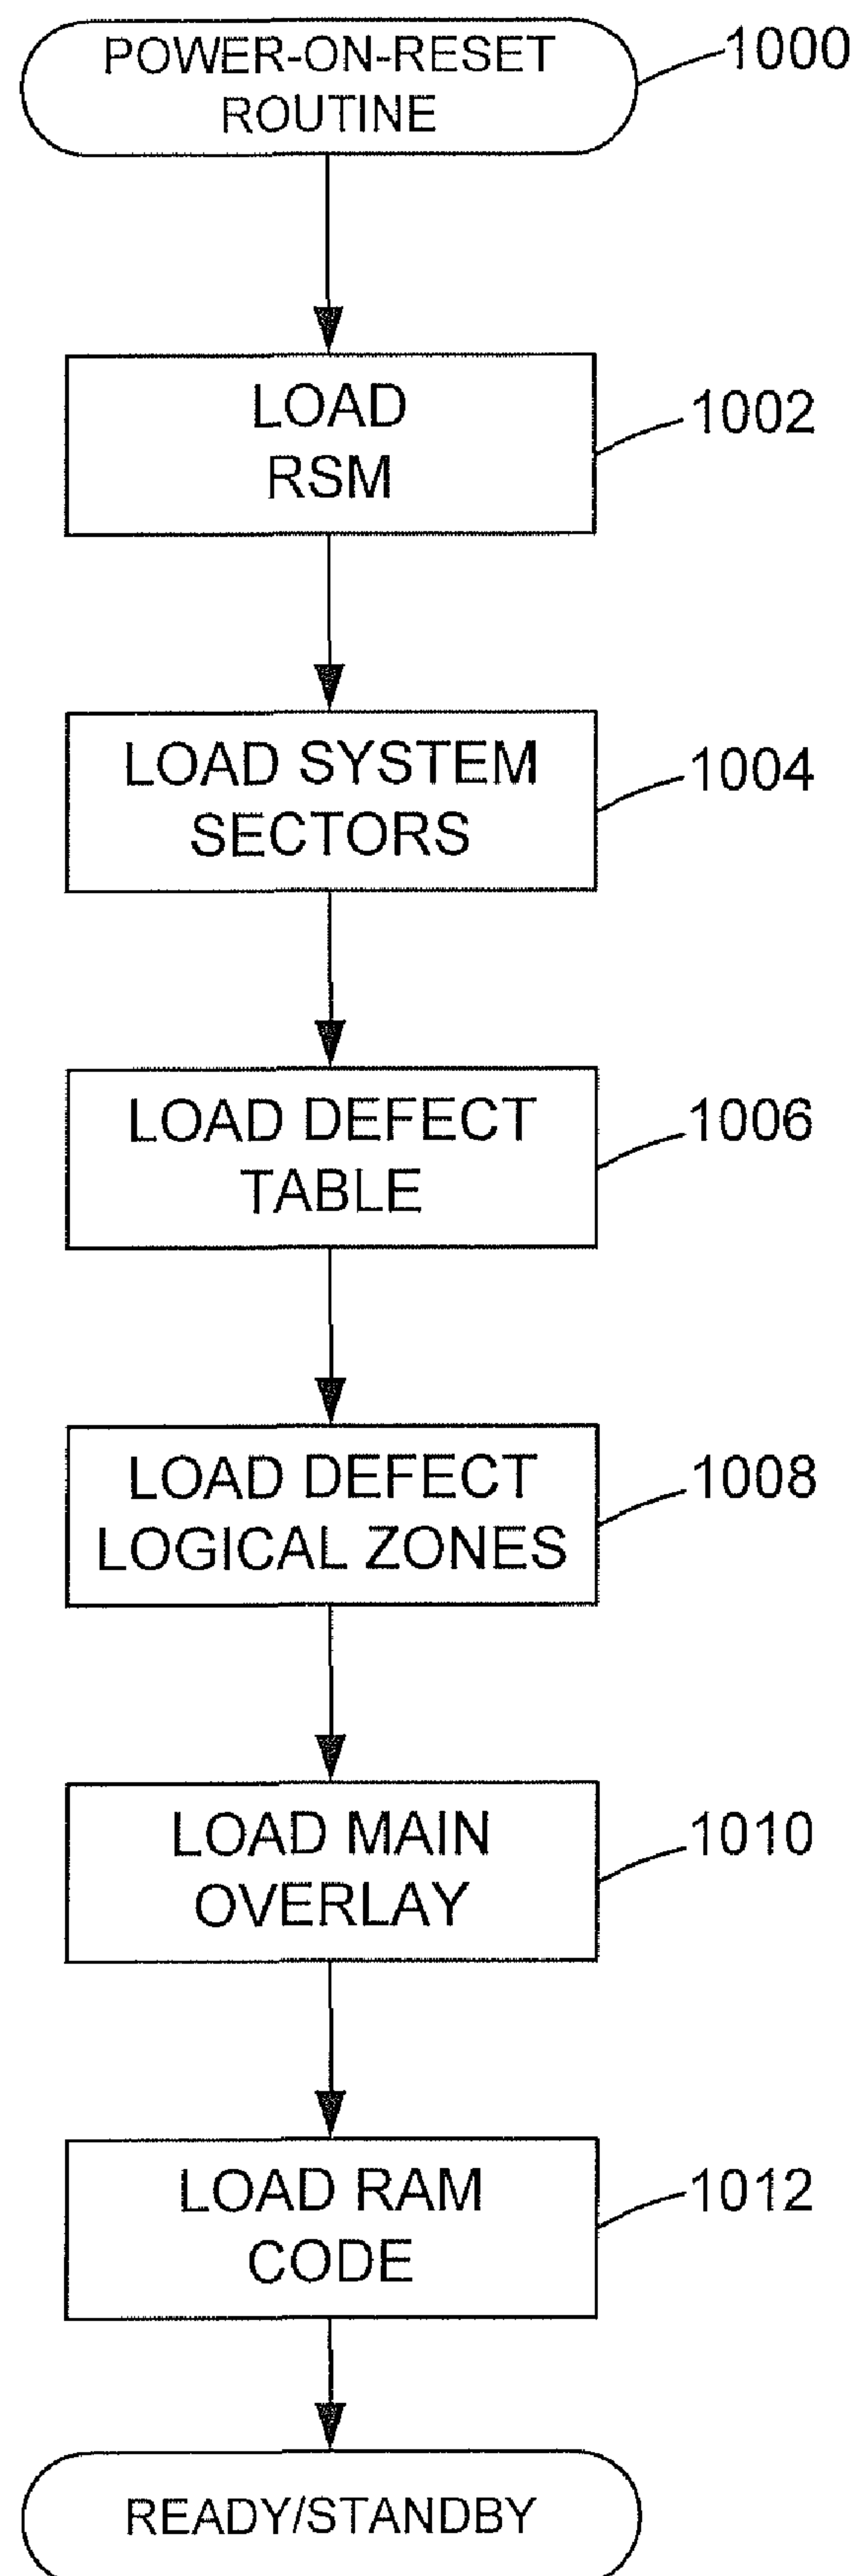 POWER-ON-RESET
ROUTINE
1000
LOAD
RSM
1002
LOAD SYSTEM
SECTORS
1004
LOAD DEFECT
TABLE
1006
LOAD DEFECT
LOGICAL ZONES
1008
LOAD MAIN
OVERLAY
1010
LOAD RAM
CODE
1012
READY/STANDBY